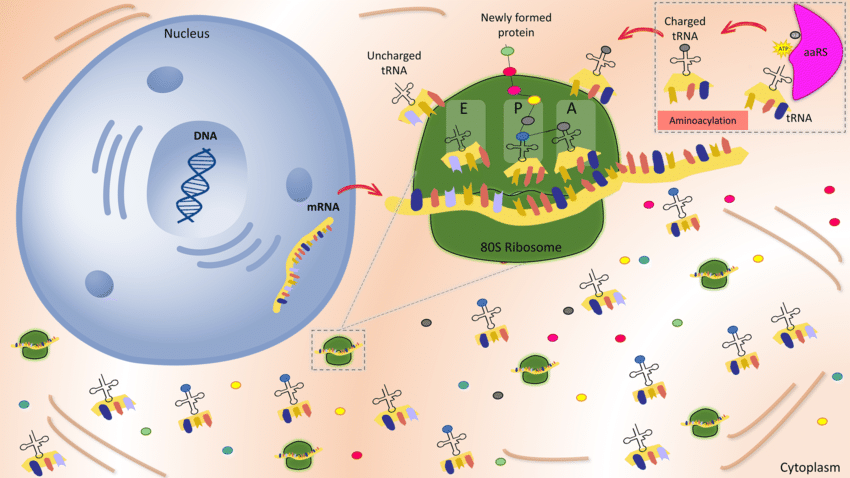 Nucleus
DNA
mRNA
Uncharged
tRNA
Newly formed
protein
E
P
A
80S Ribosome
Charged
tRNA
ATP
aaRS
tRNA
Aminoacylation
Cytoplasm